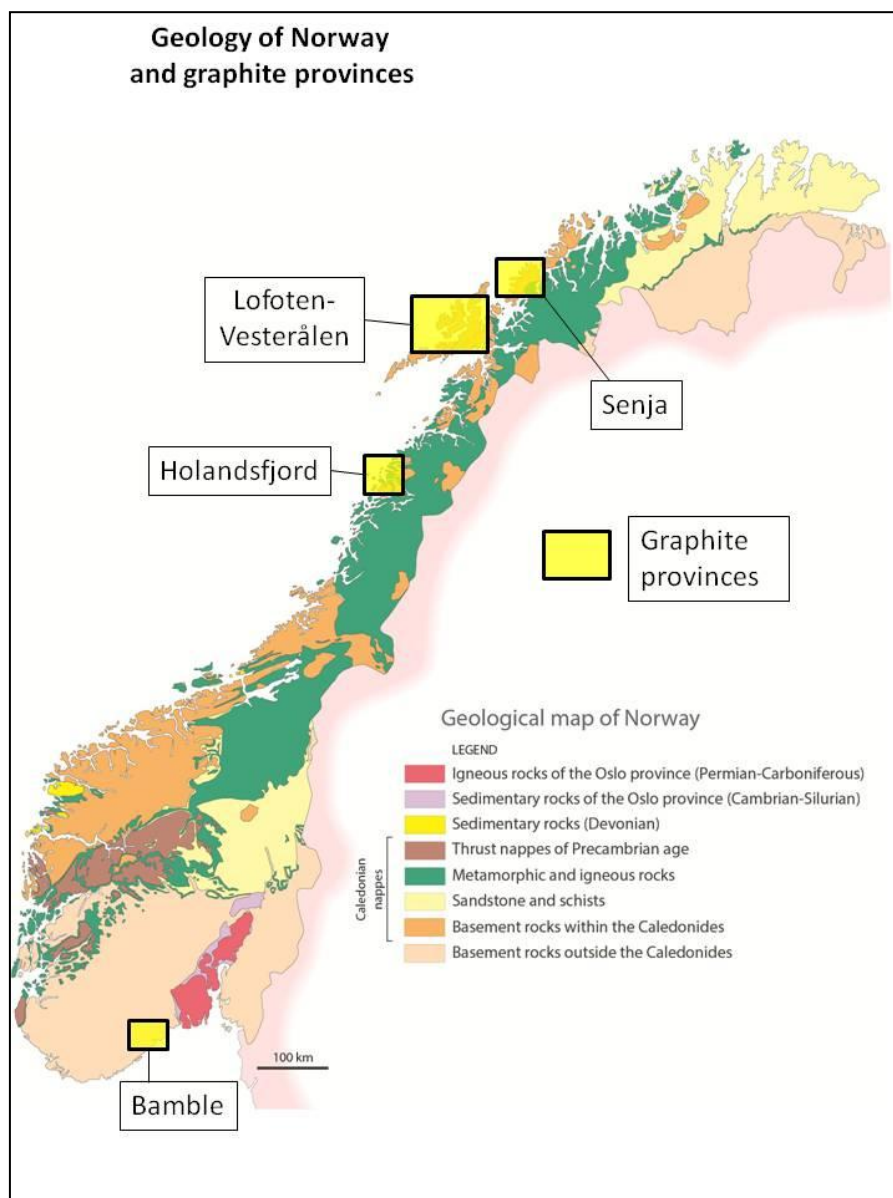 Geology of Norway
and graphite provinces
Lofoten-
Vesterålen
Senja
Holandsfjord
Graphite
provinces
Geological map of Norway
LEGEND
Igneous rocks of the Oslo province (Permian-Carboniferous)
Sedimentary rocks of the Oslo province (Cambrian-Silurian)
Sedimentary rocks (Devonian)
Thrust nappes of Precambrian age
Metamorphic and igneous rocks
Sandstone and schists
Basement rocks within the Caledonides
Caledonian
nappes
Basement rocks outside the Caledonides
100 km
Bamble